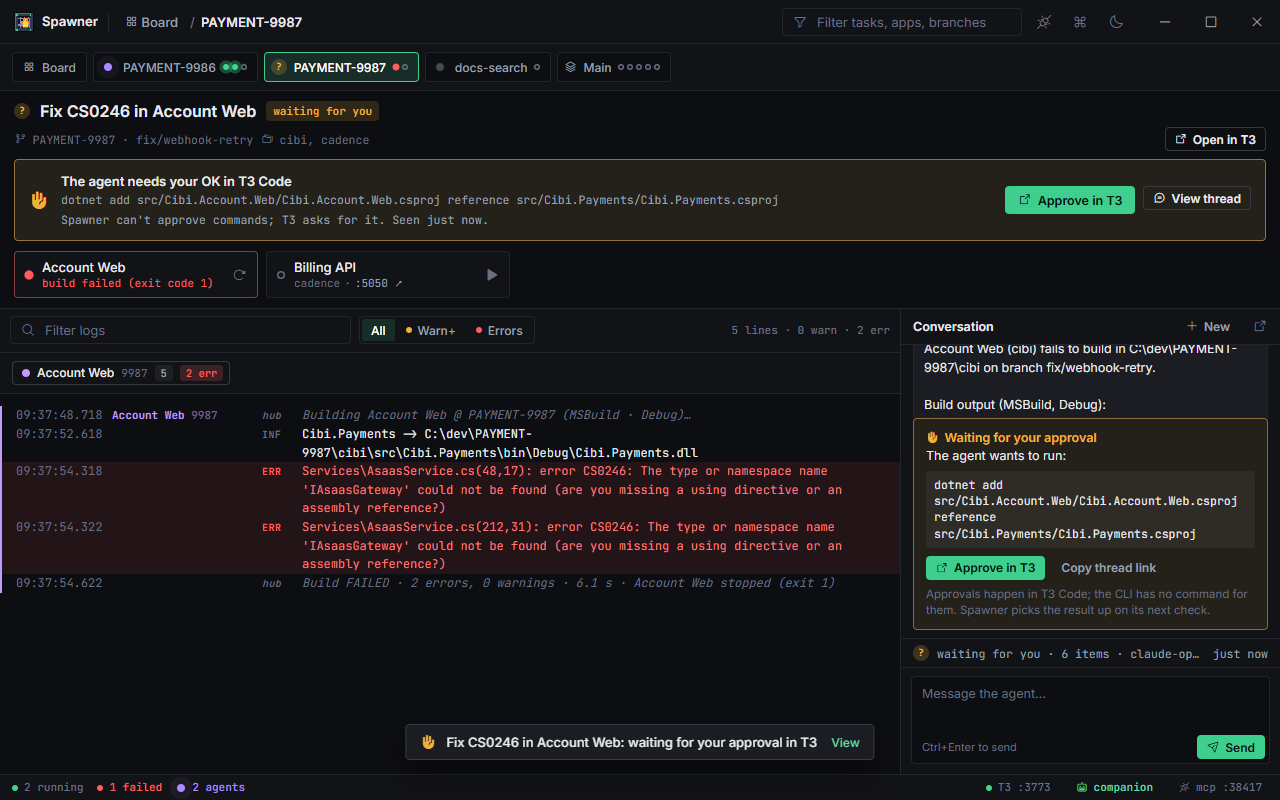 Spawner
Board / PAYMENT-9987
Filter tasks, apps, branches
Board
PAYMENT-9986
? PAYMENT-9987
docs-search
Main
? Fix CS0246 in Account Web waiting for you
PAYMENT-9987 · fix/webhook-retry cibi, cadence
Open in T3
The agent needs your OK in T3 Code
dotnet add src/Cibi.Account.Web/Cibi.Account.Web.csproj reference src/Cibi.Payments/Cibi.Payments.csproj
Spawner can't approve commands; T3 asks for it. Seen just now.
Approve in T3
View thread
Account Web
build failed (exit code 1)
Billing API
cadence · :5050 ↗
Filter logs
All
Warn+
Errors
5 lines · 0 warn · 2 err
Account Web 9987 5 2 err
09:37:48.718 Account Web 9987 hub Building Account Web @ PAYMENT-9987 (MSBuild · Debug)…
09:37:52.618 INF Cibi.Payments → C:\dev\PAYMENT-
9987\cibi\src\Cibi.Payments\bin\Debug\Cibi.Payments.dll
09:37:54.318 ERR Services\AsaasService.cs(48,17): error CS0246: The type or namespace name
'IAsaasGateway' could not be found (are you missing a using directive or an
assembly reference?)
09:37:54.322 ERR Services\AsaasService.cs(212,31): error CS0246: The type or namespace name
'IAsaasGateway' could not be found (are you missing a using directive or an
assembly reference?)
09:37:54.622 hub Build FAILED · 2 errors, 0 warnings · 6.1 s · Account Web stopped (exit 1)
Conversation
+ New
Account Web (cibi) fails to build in C:\dev\PAYMENT-
9987\cibi on branch fix/webhook-retry.
Build output (MSBuild, Debug):
Waiting for your approval
The agent wants to run:
dotnet add
src/Cibi.Account.Web/Cibi.Account.Web.csproj
reference
src/Cibi.Payments/Cibi.Payments.csproj
Approve in T3
Copy thread link
Approvals happen in T3 Code; the CLI has no command for
them. Spawner picks the result up on its next check.
? waiting for you · 6 items · claude-op… just now
Message the agent...
Ctrl+Enter to send
Send
Fix CS0246 in Account Web: waiting for your approval in T3 View
2 running
1 failed
2 agents
T3 :3773
companion
mcp :38417